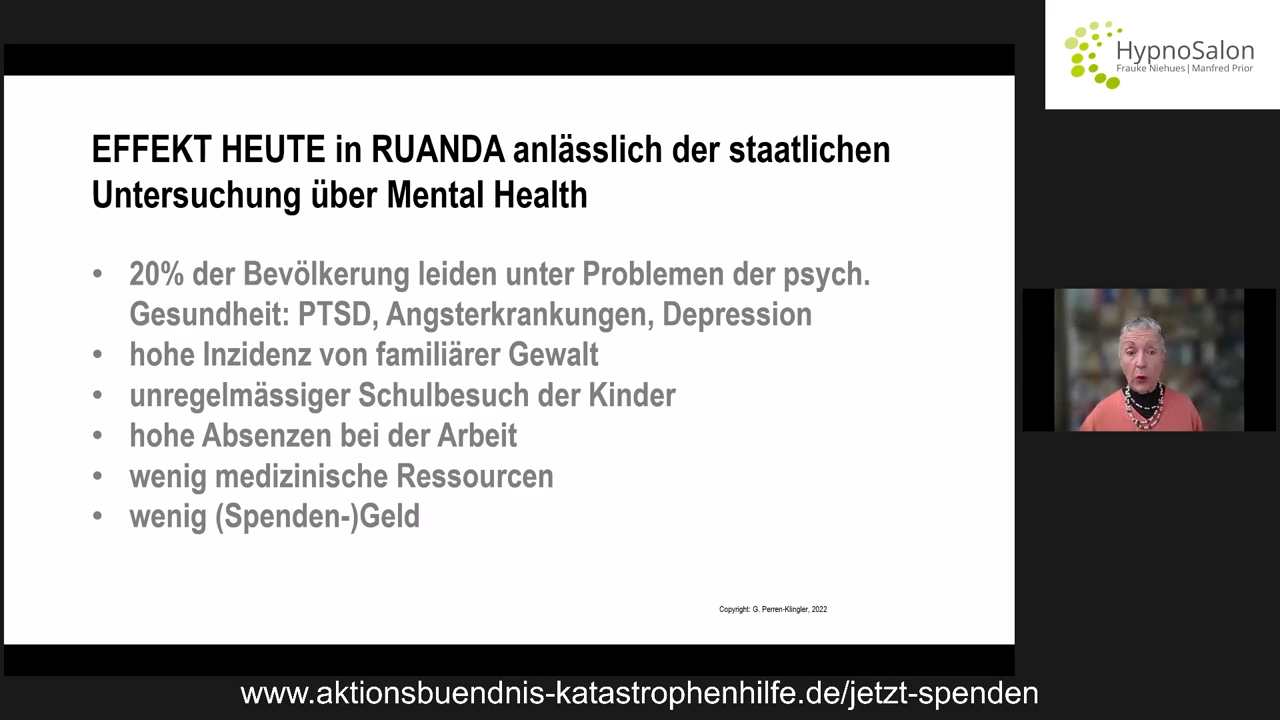 HypnoSalon
Frauke Niehues | Manfred Prior
EFFEKT HEUTE in RUANDA anlässlich der staatlichen
Untersuchung über Mental Health
• 20% der Bevölkerung leiden unter Problemen der psych.
Gesundheit: PTSD, Angsterkrankungen, Depression
• hohe Inzidenz von familiärer Gewalt
• unregelmässiger Schulbesuch der Kinder
• hohe Absenzen bei der Arbeit
• wenig medizinische Ressourcen
• wenig (Spenden-)Geld
Copyright: G. Perren-Klingler, 2022
www.aktionsbuendnis-katastrophenhilfe.de/jetzt-spenden